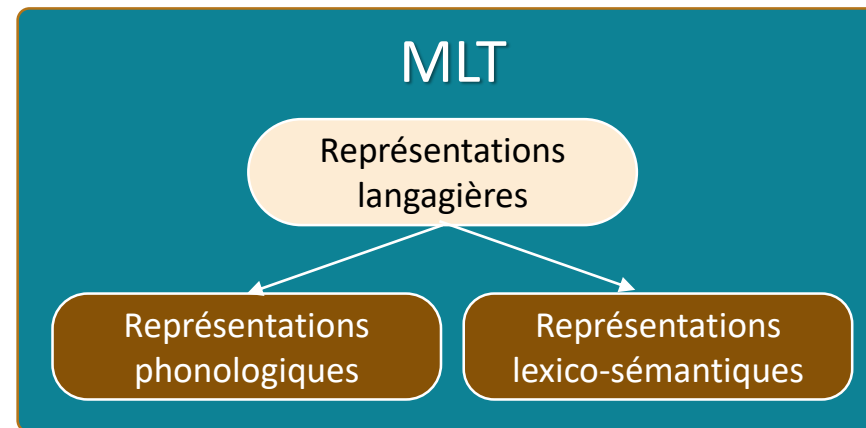 MLT
Représentations
langagières
Représentations
phonologiques
Représentations
lexico-sémantiques